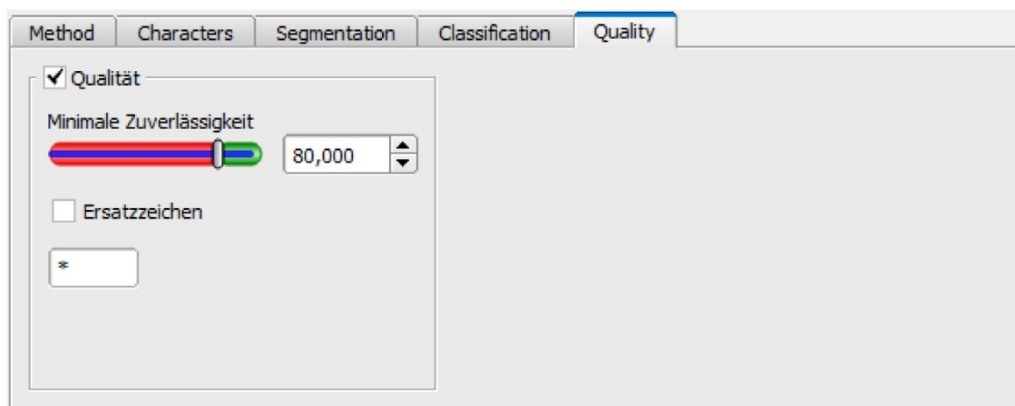 Method Characters Segmentation Classification Quality
Qualität
Minimale Zuverlässigkeit
80,000
Ersatzzeichen
*